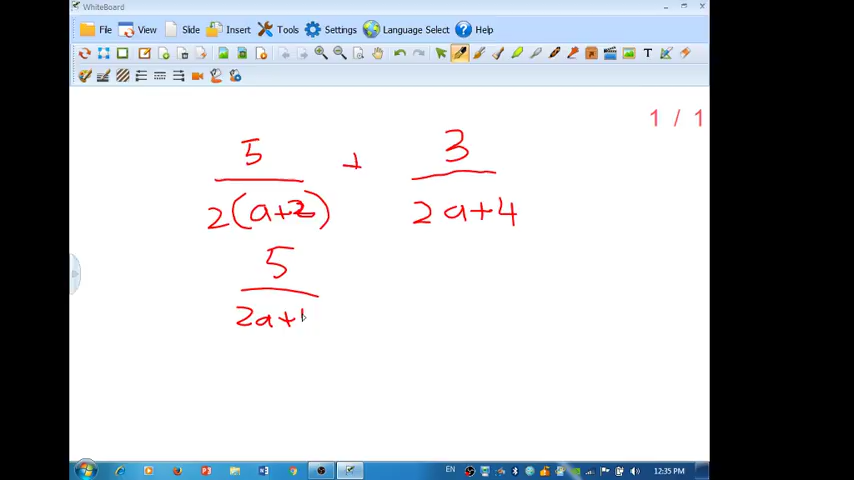 WhiteBoard
File View Slide Insert Tools Settings Language Select Help
1 / 1
5 + 3
2(a+2) 2a+4
5
2a+
EN 12:35 PM